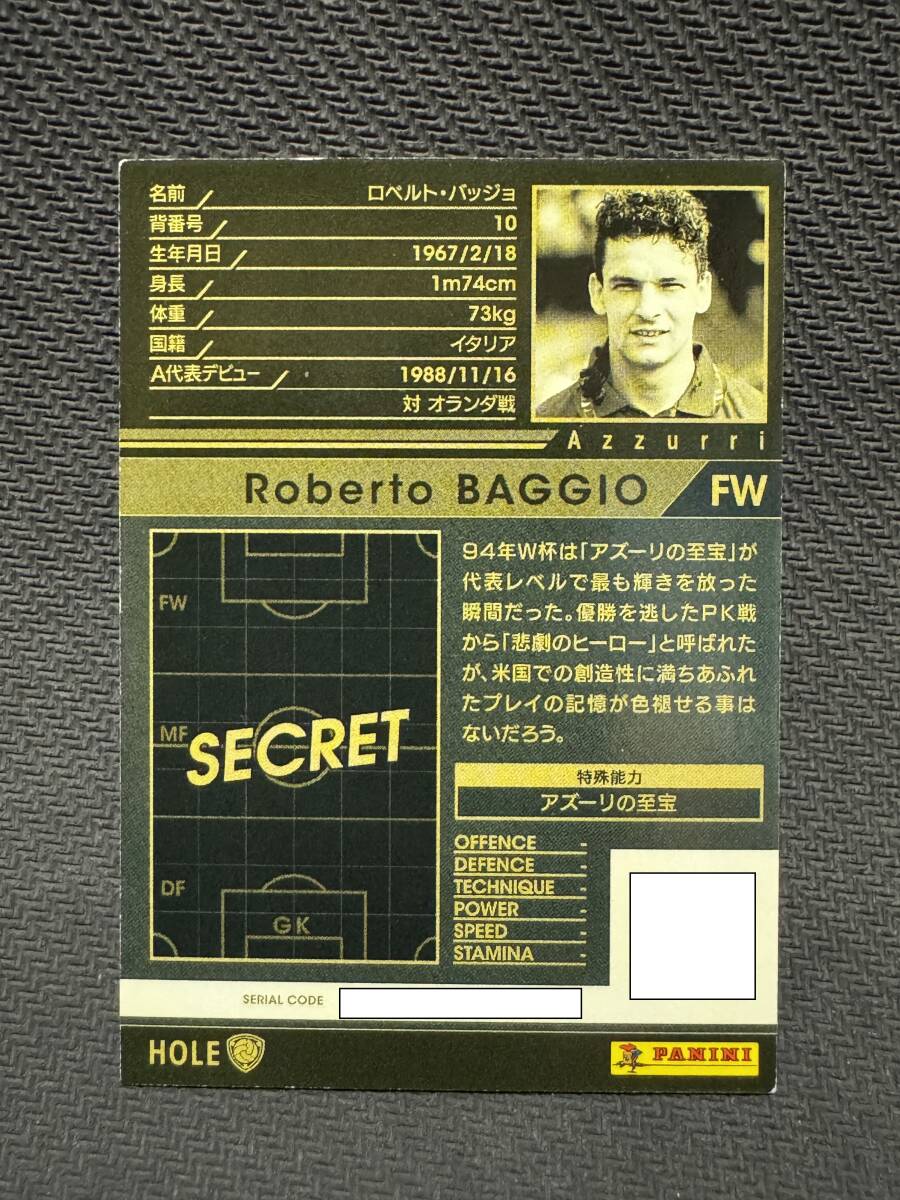 名前 ロベルト・バッジョ
背番号 10
生年月日 1967/2/18
身長 1m74cm
体重 73kg
国籍 イタリア
A代表デビュー 1988/11/16
対 オランダ戦
Azzurri
Roberto BAGGIO FW
FW
MF
SECRET
DF
GK
94年W杯は「アズーリの至宝」が
代表レベルで最も輝きを放った
瞬間だった。優勝を逃したPK戦
から「悲劇のヒーロー」と呼ばれた
が、米国での創造性に満ちあふれ
たプレイの記憶が色褪せる事は
ないだろう。
特殊能力
アズーリの至宝
OFFENCE -
DEFENCE -
TECHNIQUE -
POWER -
SPEED -
STAMINA -
SERIAL CODE
HOLE
PANINI